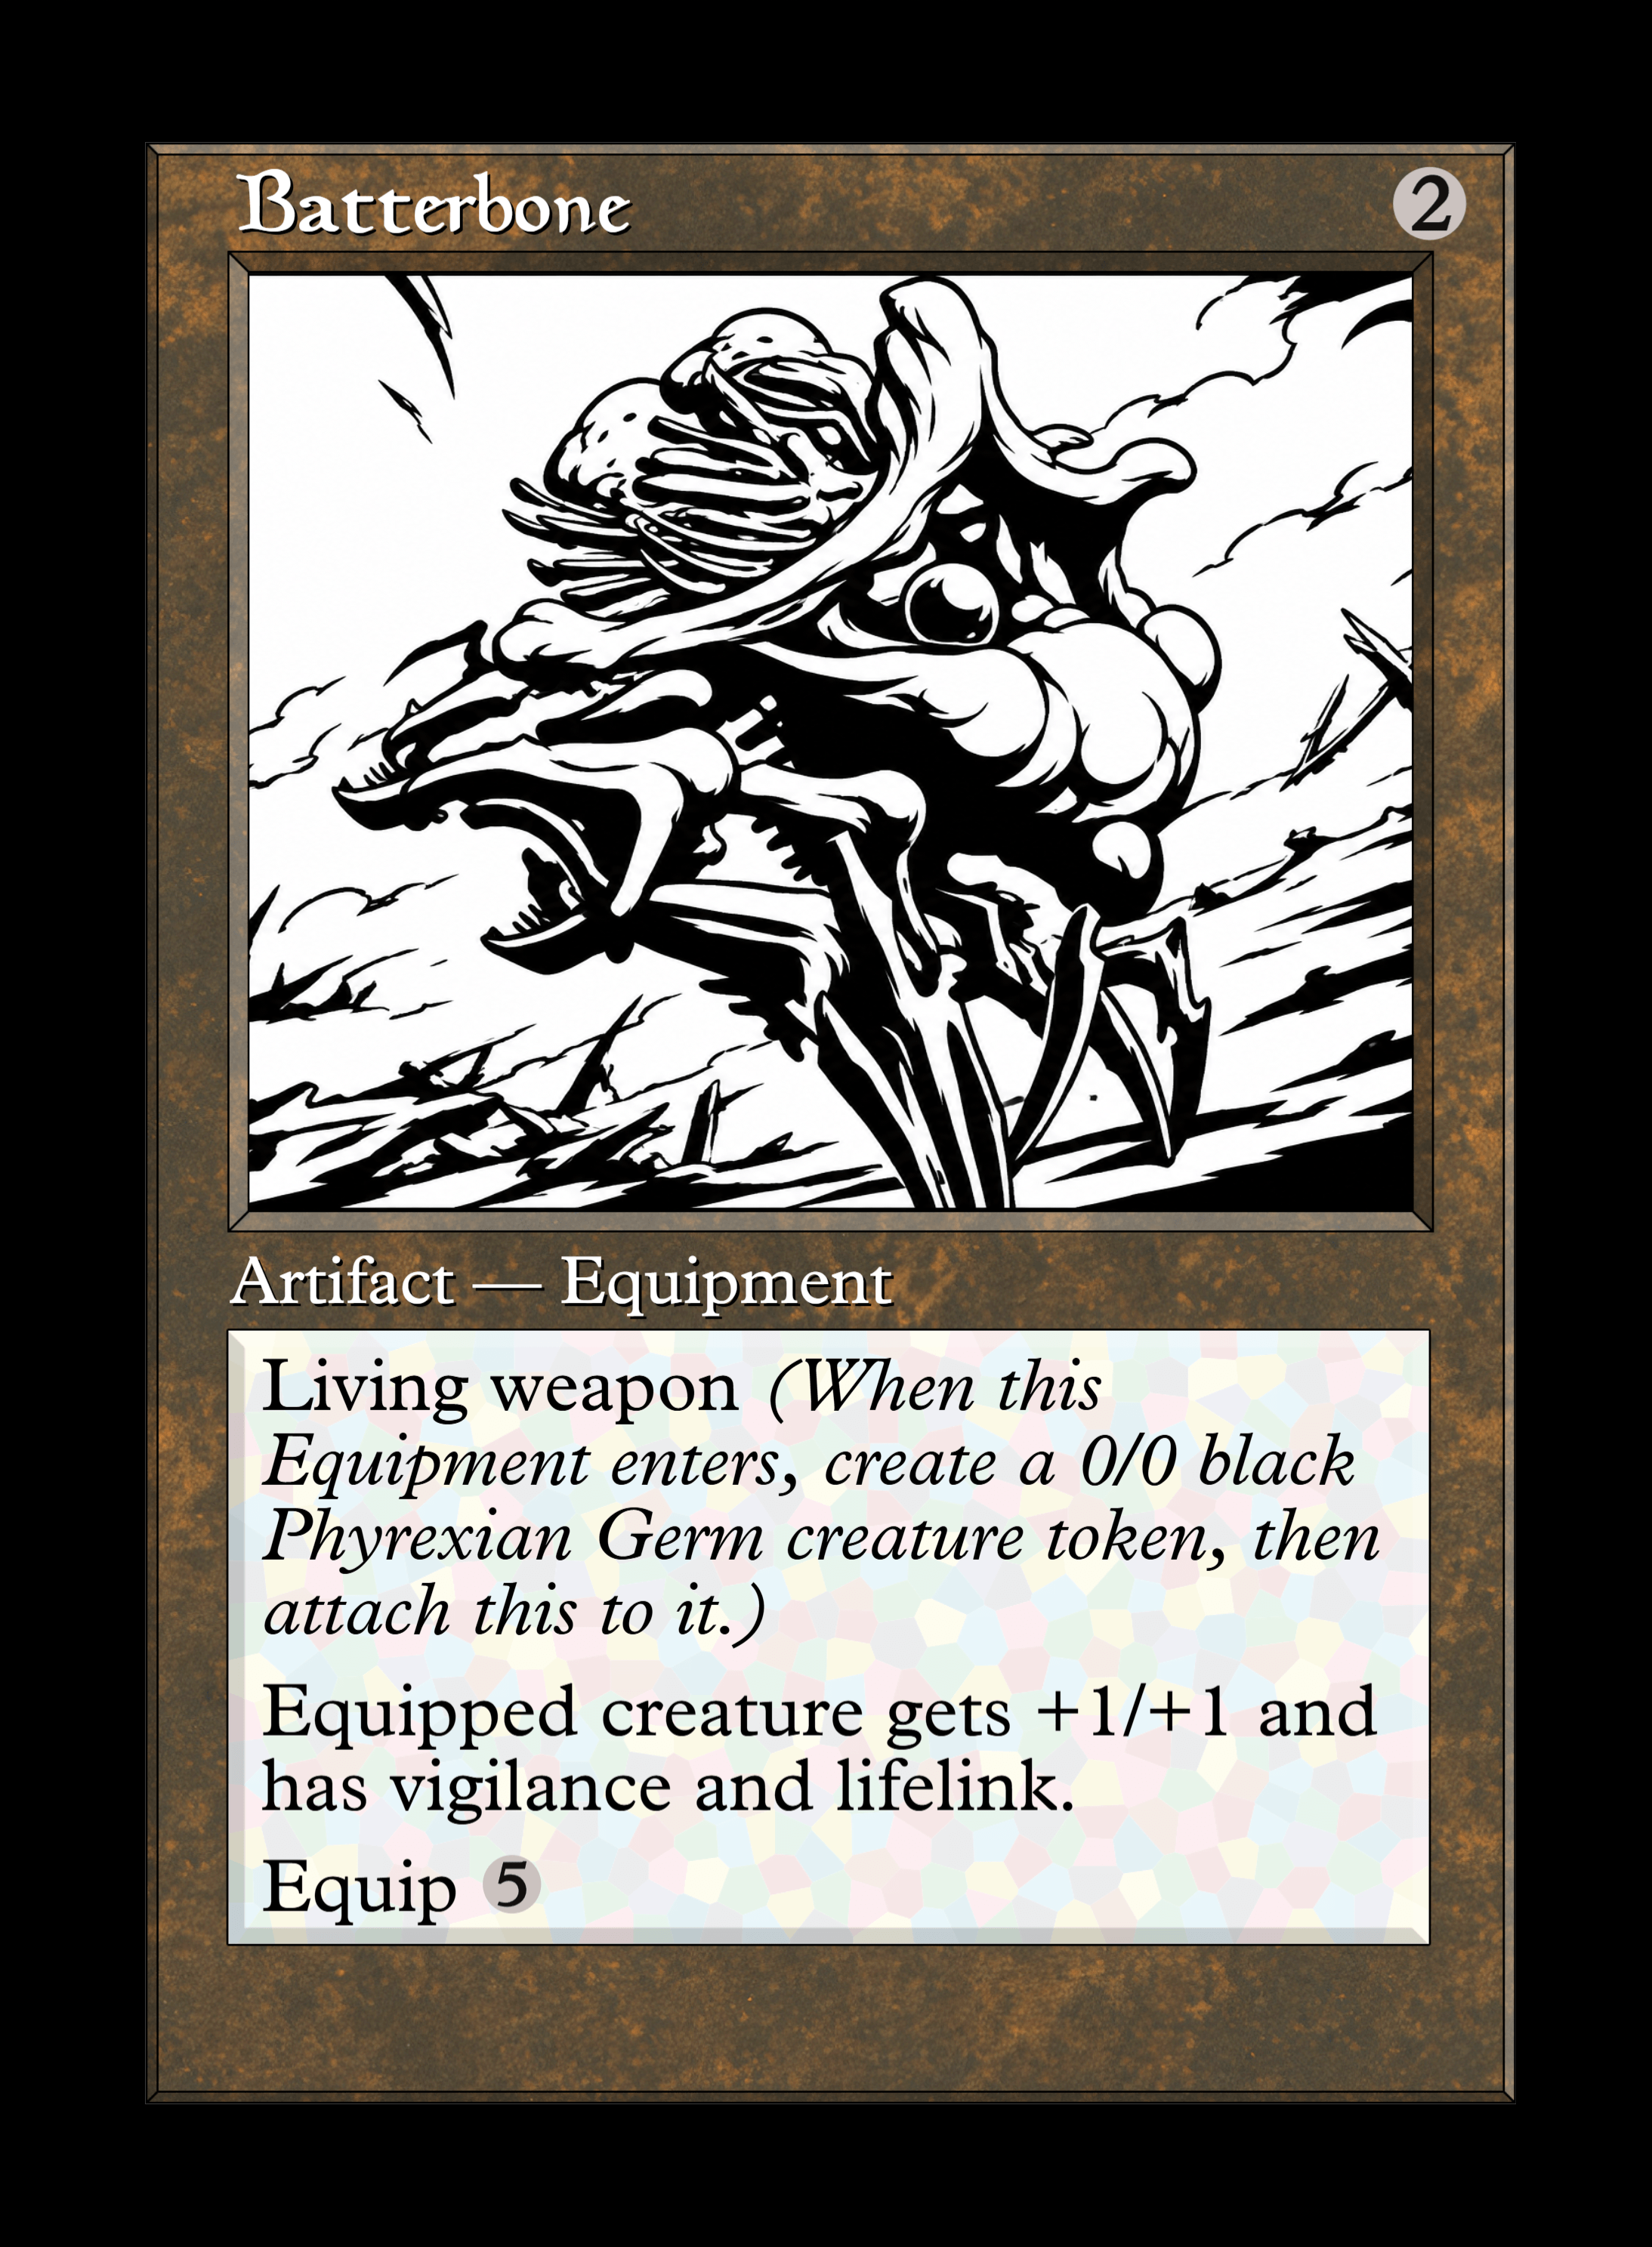 Batterbone
2
Artifact — Equipment
Living weapon (When this
Equipment enters, create a 0/0 black
Phyrexian Germ creature token, then
attach this to it.)
Equipped creature gets +1/+1 and
has vigilance and lifelink.
Equip 5